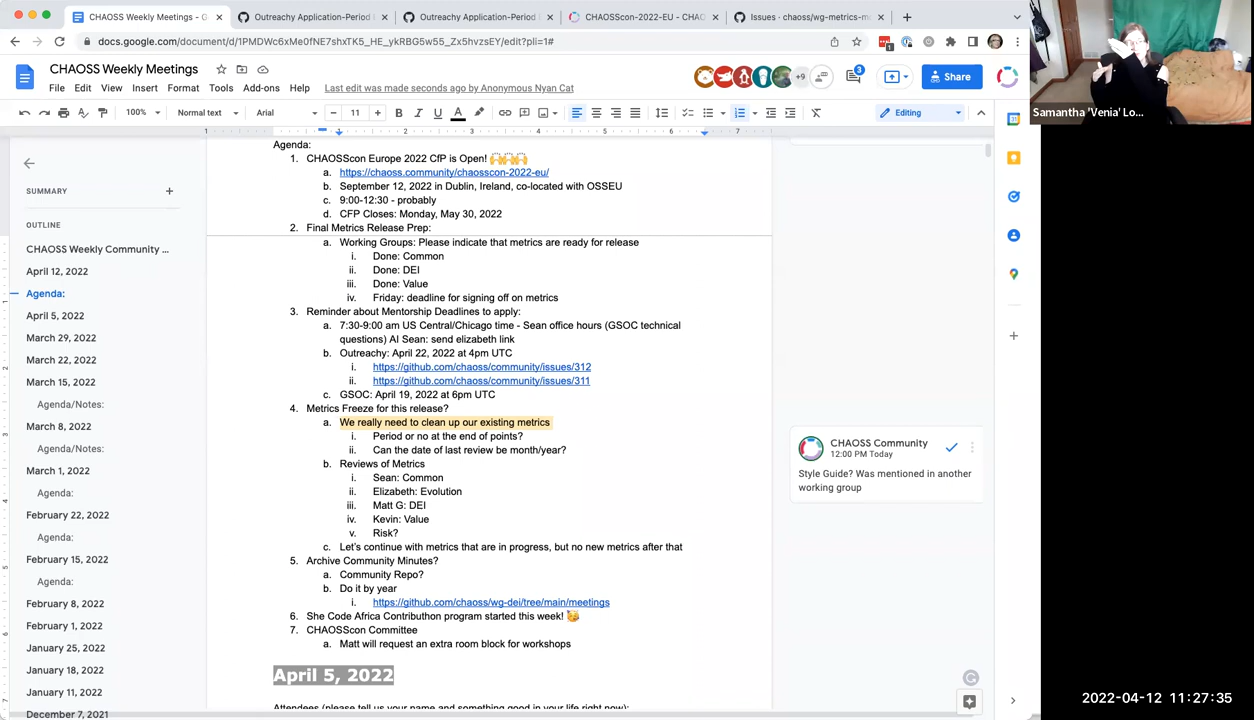 CHAOSS Weekly Meetings - G
Outreachy Application-Period
Outreachy Application-Period
CHAOSScon-2022-EU – CHAO
Issues · chaoss/wg-metrics-m
docs.google.com/document/d/1PMDWc6xMe0fNE7shxTK5_HE_ykRBG5w55_Zx5hvzsEY/edit?pli=1#
CHAOSS Weekly Meetings
File Edit View Insert Format Tools Add-ons Help Last edit was made seconds ago by Anonymous Nyan Cat
+9
3
Share
100% Normal text Arial 11 B I U A Editing
SUMMARY
OUTLINE
CHAOSS Weekly Community ...
April 12, 2022
Agenda:
April 5, 2022
March 29, 2022
March 22, 2022
March 15, 2022
Agenda/Notes:
March 8, 2022
Agenda/Notes:
March 1, 2022
Agenda:
February 22, 2022
Agenda:
February 15, 2022
Agenda:
February 8, 2022
February 1, 2022
January 25, 2022
January 18, 2022
January 11, 2022
December 7, 2021
Agenda:
1. CHAOSScon Europe 2022 CfP is Open! 🙌🙌🙌
a. https://chaoss.community/chaosscon-2022-eu/
b. September 12, 2022 in Dublin, Ireland, co-located with OSSEU
c. 9:00-12:30 - probably
d. CFP Closes: Monday, May 30, 2022
2. Final Metrics Release Prep:
a. Working Groups: Please indicate that metrics are ready for release
i. Done: Common
ii. Done: DEI
iii. Done: Value
iv. Friday: deadline for signing off on metrics
3. Reminder about Mentorship Deadlines to apply:
a. 7:30-9:00 am US Central/Chicago time - Sean office hours (GSOC technical
questions) AI Sean: send elizabeth link
b. Outreachy: April 22, 2022 at 4pm UTC
i. https://github.com/chaoss/community/issues/312
ii. https://github.com/chaoss/community/issues/311
c. GSOC: April 19, 2022 at 6pm UTC
4. Metrics Freeze for this release?
a. We really need to clean up our existing metrics
i. Period or no at the end of points?
ii. Can the date of last review be month/year?
b. Reviews of Metrics
i. Sean: Common
ii. Elizabeth: Evolution
iii. Matt G: DEI
iv. Kevin: Value
v. Risk?
c. Let's continue with metrics that are in progress, but no new metrics after that
5. Archive Community Minutes?
a. Community Repo?
b. Do it by year
i. https://github.com/chaoss/wg-dei/tree/main/meetings
6. She Code Africa Contributhon program started this week! 🥳
7. CHAOSScon Committee
a. Matt will request an extra room block for workshops
April 5, 2022
Attendees (please tell us your name and something good in your life right now):
CHAOSS Community
12:00 PM Today
Style Guide? Was mentioned in another
working group
Samantha 'Venia' Lo...
2022-04-12 11:27:35